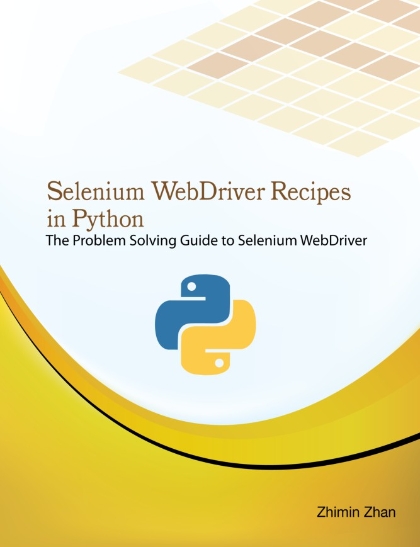 Selenium WebDriver Recipes
in Python
The Problem Solving Guide to Selenium WebDriver
Zhimin Zhan